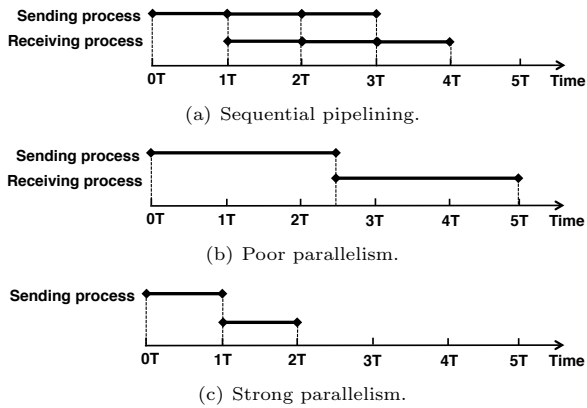 Sending process
Receiving process
0T 1T 2T 3T 4T 5T Time
(a) Sequential pipelining.
Sending process
Receiving process
0T 1T 2T 3T 4T 5T Time
(b) Poor parallelism.
Sending process
0T 1T 2T 3T 4T 5T Time
(c) Strong parallelism.